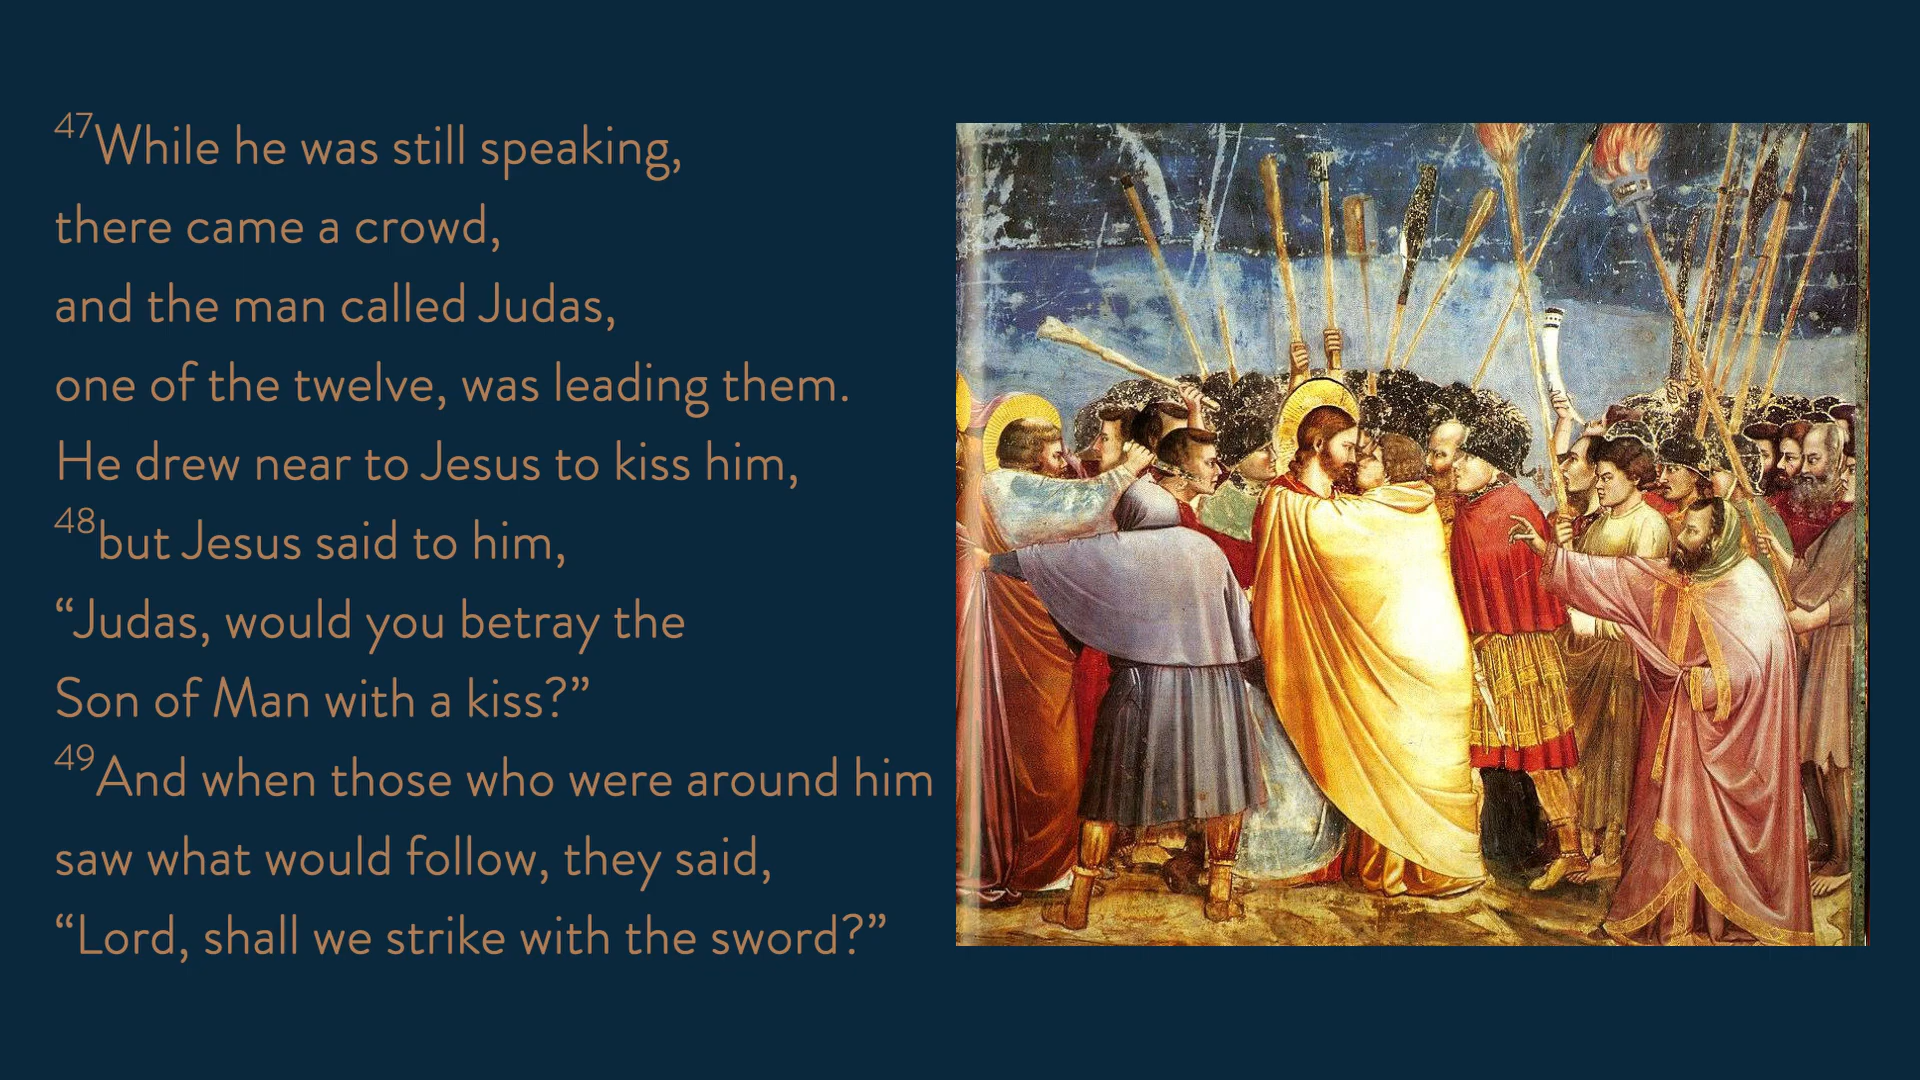 47While he was still speaking,
there came a crowd,
and the man called Judas,
one of the twelve, was leading them.
He drew near to Jesus to kiss him,
48but Jesus said to him,
“Judas, would you betray the
Son of Man with a kiss?”
49And when those who were around him
saw what would follow, they said,
“Lord, shall we strike with the sword?”